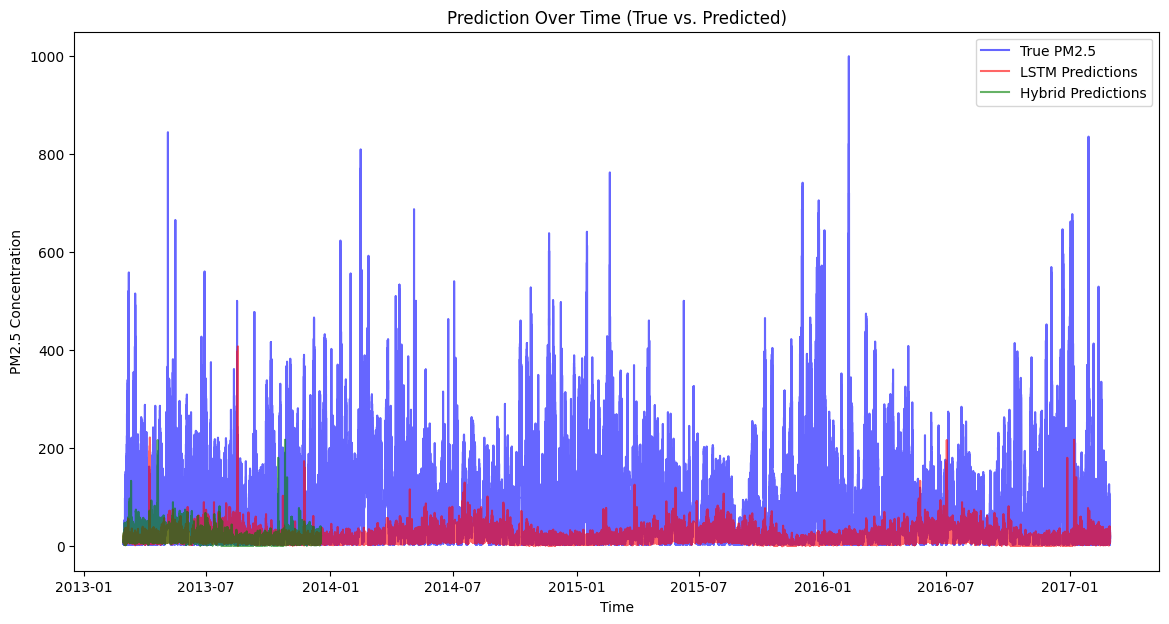 Prediction Over Time (True vs. Predicted)
True PM2.5
LSTM Predictions
Hybrid Predictions
PM2.5 Concentration
1000
800
600
400
200
0
2013-01
2013-07
2014-01
2014-07
2015-01
2015-07
2016-01
2016-07
2017-01
Time